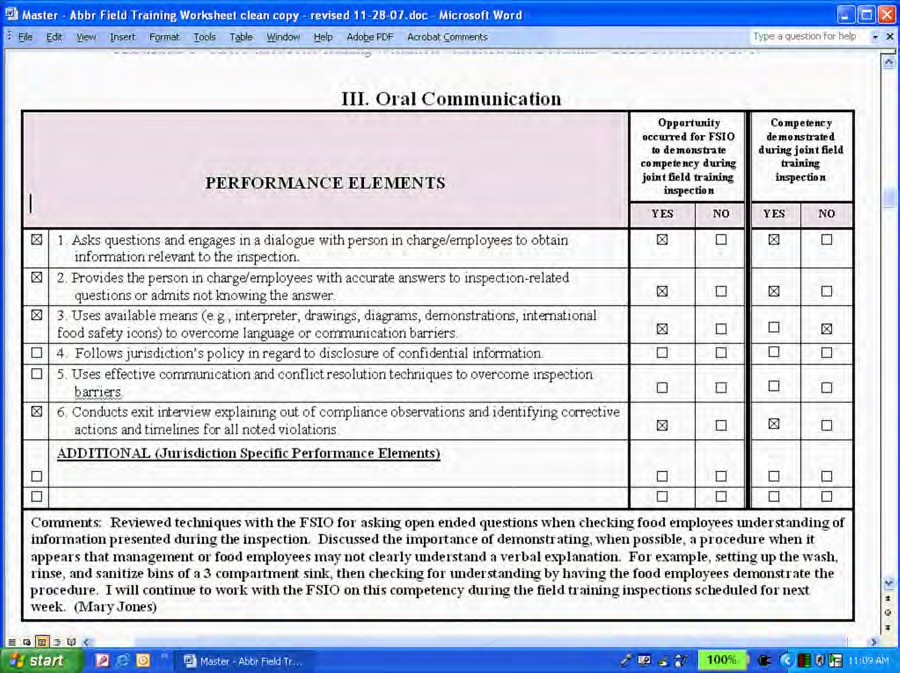 Master - Abbr Field Training Worksheet clean copy - revised 11-28-07.doc - Microsoft Word
File Edit View Insert Format Tools Table Window Help Adobe PDF Acrobat Comments
Type a question for help
III. Oral Communication
PERFORMANCE ELEMENTS
Opportunity
occurred for FSIO
to demonstrate
competency during
joint field training
inspection
Competency
demonstrated
during joint field
training
inspection
YES NO YES NO
☒ 1. Asks questions and engages in a dialogue with person in charge/employees to obtain
information relevant to the inspection. ☒ ☐ ☒ ☐
☒ 2. Provides the person in charge/employees with accurate answers to inspection-related
questions or admits not knowing the answer. ☒ ☐ ☒ ☐
☒ 3. Uses available means (e.g., interpreter, drawings, diagrams, demonstrations, international
food safety icons) to overcome language or communication barriers. ☒ ☐ ☐ ☒
☐ 4. Follows jurisdiction's policy in regard to disclosure of confidential information. ☐ ☐ ☐ ☐
☐ 5. Uses effective communication and conflict resolution techniques to overcome inspection
barriers. ☐ ☐ ☐ ☐
☒ 6. Conducts exit interview explaining out of compliance observations and identifying corrective
actions and timelines for all noted violations. ☒ ☐ ☒ ☐
ADDITIONAL (Jurisdiction Specific Performance Elements)
☐ ☐ ☐ ☐ ☐
☐ ☐ ☐ ☐ ☐
Comments: Reviewed techniques with the FSIO for asking open ended questions when checking food employees understanding of
information presented during the inspection. Discussed the importance of demonstrating, when possible, a procedure when it
appears that management or food employees may not clearly understand a verbal explanation. For example, setting up the wash,
rinse, and sanitize bins of a 3 compartment sink, then checking for understanding by having the food employees demonstrate the
procedure. I will continue to work with the FSIO on this competency during the field training inspections scheduled for next
week. (Mary Jones)
start
Master - Abbr Field Tr...
100%
11:09 AM